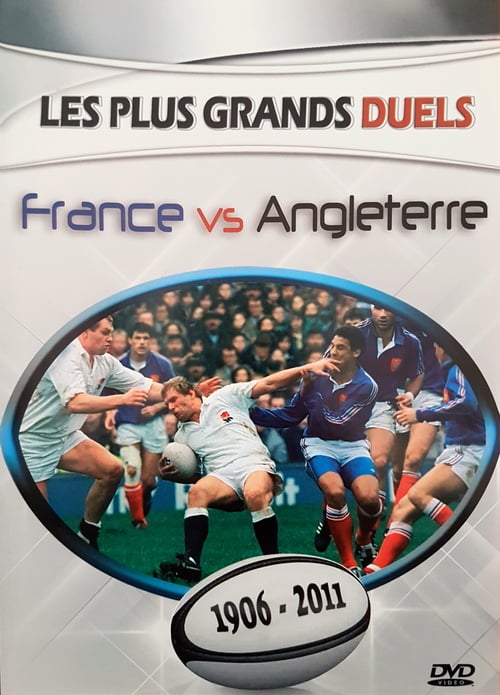 LES PLUS GRANDS DUELS
France vs Angleterre
1906 - 2011
DVD
VIDEO